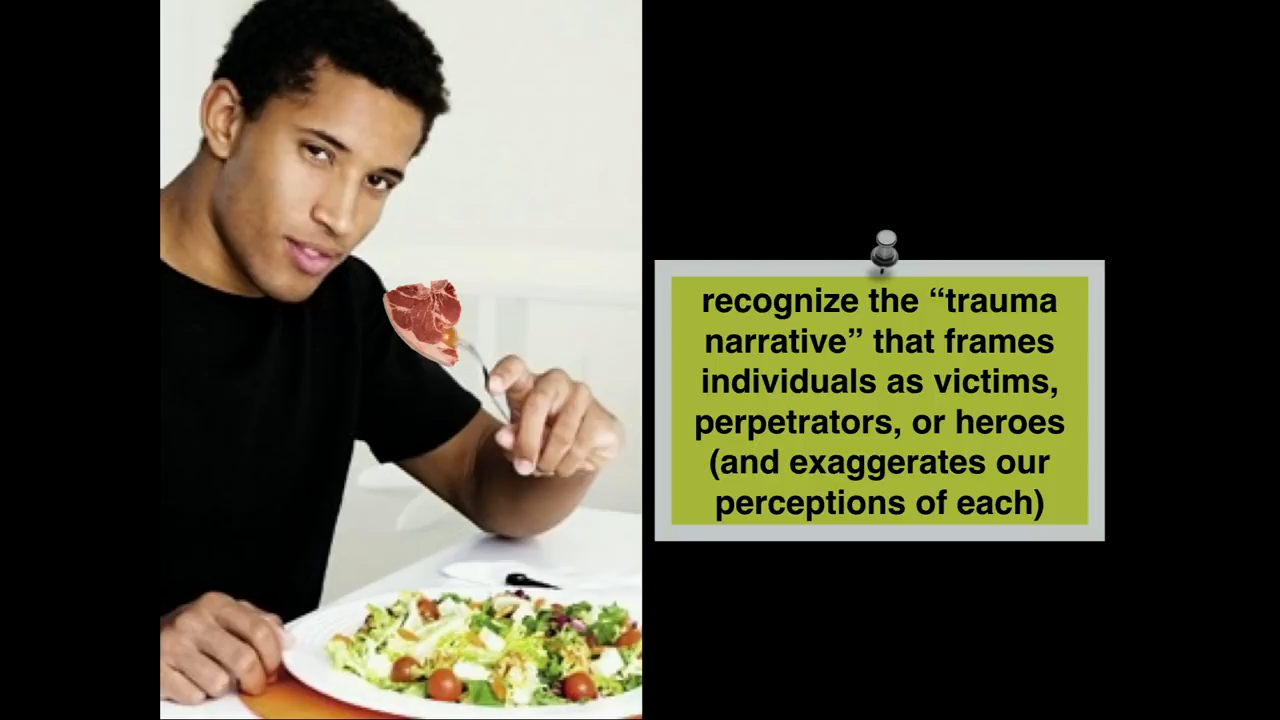 recognize the “trauma
narrative” that frames
individuals as victims,
perpetrators, or heroes
(and exaggerates our
perceptions of each)